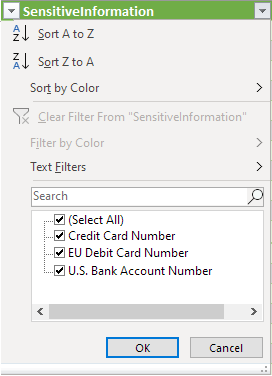 SensitiveInformation
Sort A to Z
Sort Z to A
Sort by Color
Clear Filter From "SensitiveInformation"
Filter by Color
Text Filters
Search
(Select All)
Credit Card Number
EU Debit Card Number
U.S. Bank Account Number
OK
Cancel